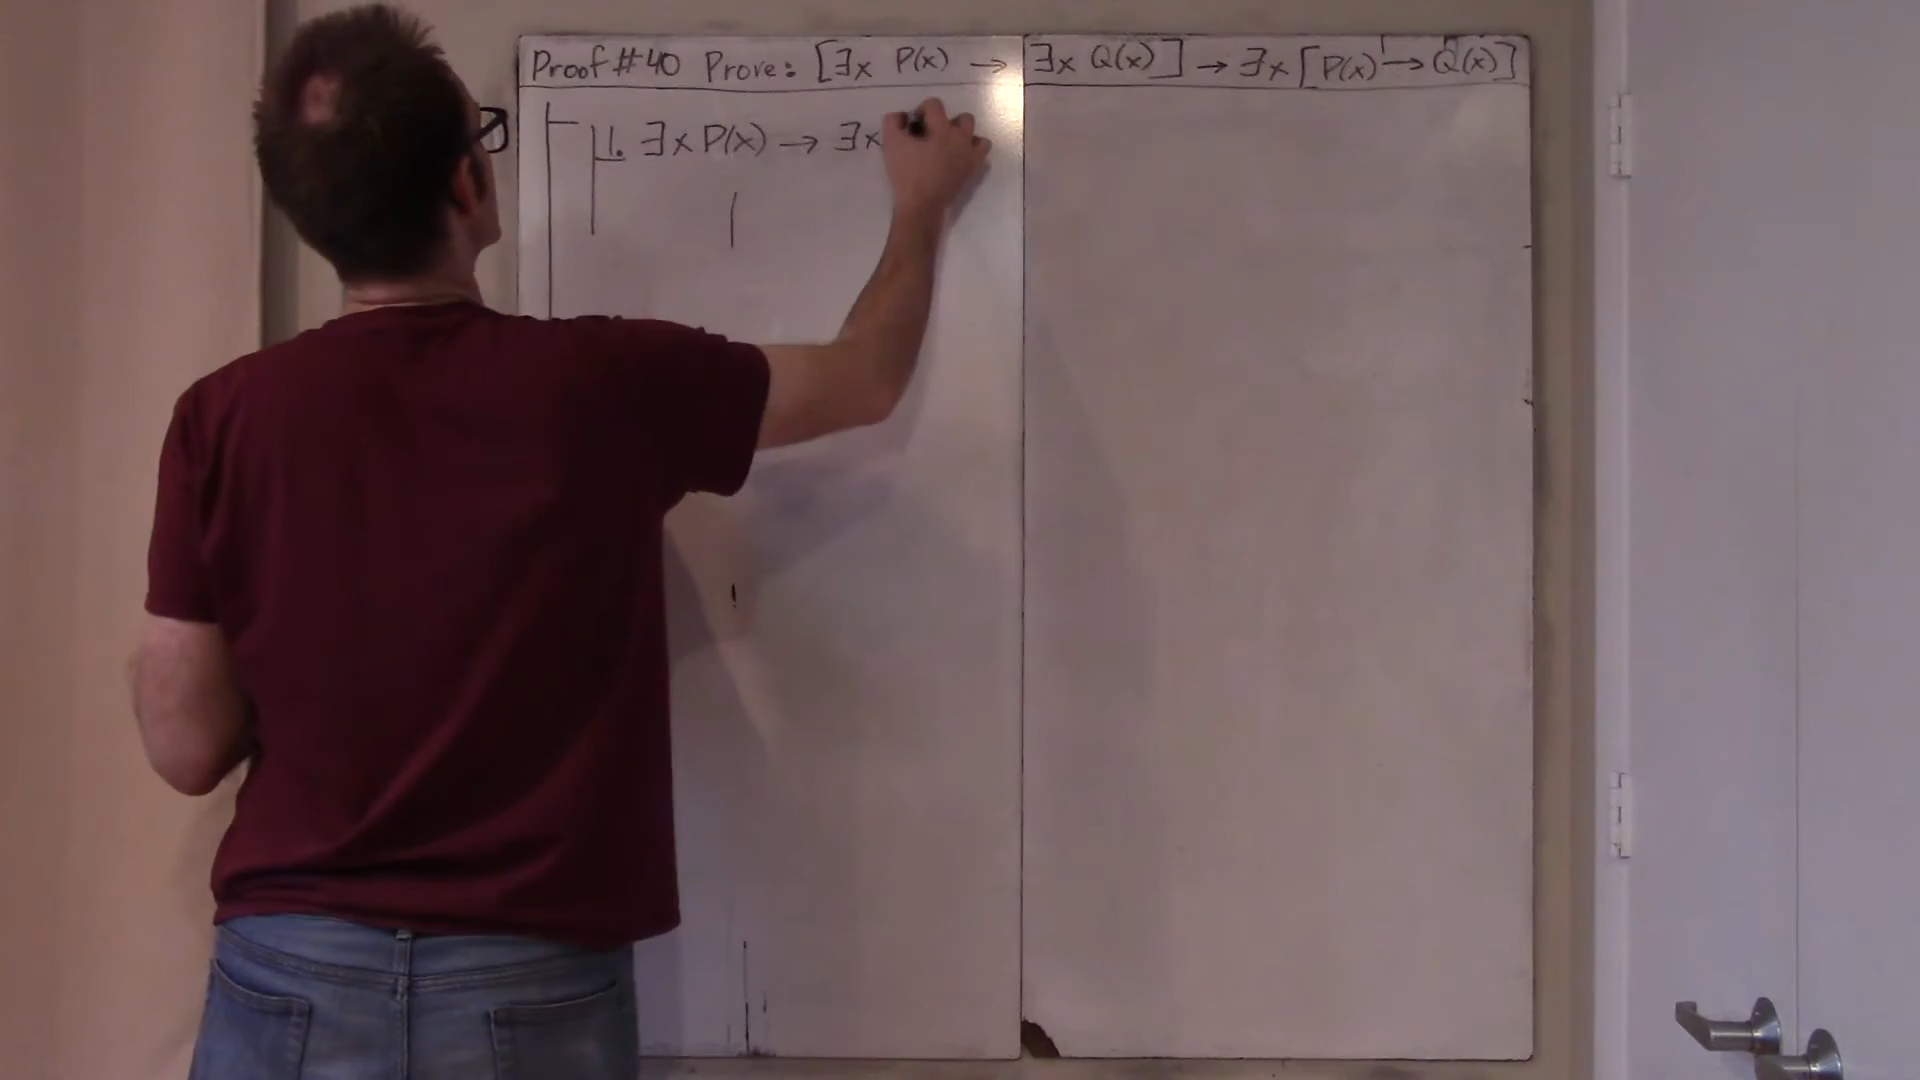 Proof #40 Prove: [∃x P(x) → ∃x Q(x)] → ∃x [P(x) → Q(x)]
1. ∃x P(x) → ∃x